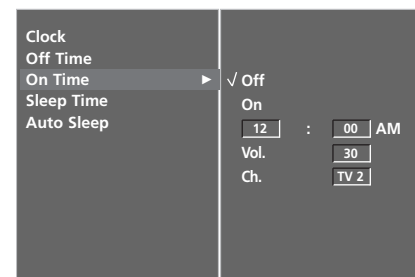 Clock
Off Time
On Time ►
Sleep Time
Auto Sleep
√ Off
On
12 : 00 AM
Vol. 30
Ch. TV 2